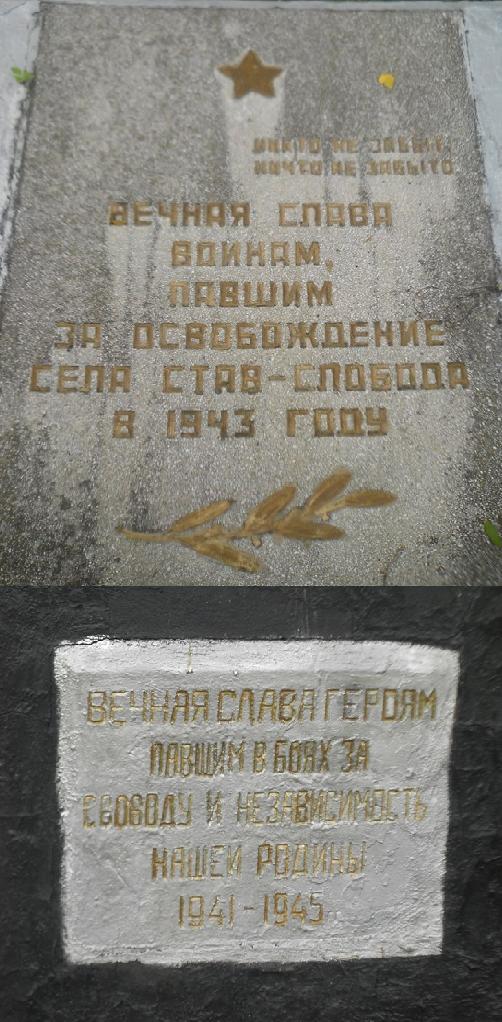 НИКТО НЕ ЗАБЫТ,
НИЧТО НЕ ЗАБЫТО
ВЕЧНАЯ СЛАВА
ВОИНАМ,
ПАВШИМ
ЗА ОСВОБОЖДЕНИЕ
СЕЛА СТАВ-СЛОБОДА
В 1943 ГОДУ
ВЕЧНАЯ СЛАВА ГЕРОЯМ
ПАВШИМ В БОЯХ ЗА
СВОБОДУ И НЕЗАВИСИМОСТЬ
НАШЕЙ РОДИНЫ
1941-1945